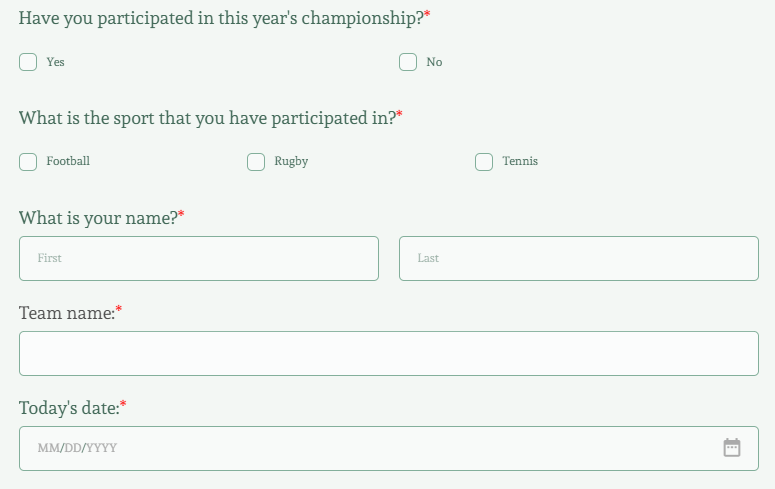 Have you participated in this year's championship?*
Yes No
What is the sport that you have participated in?*
Football Rugby Tennis
What is your name?*
First Last
Team name:*
Today's date:*
MM/DD/YYYY